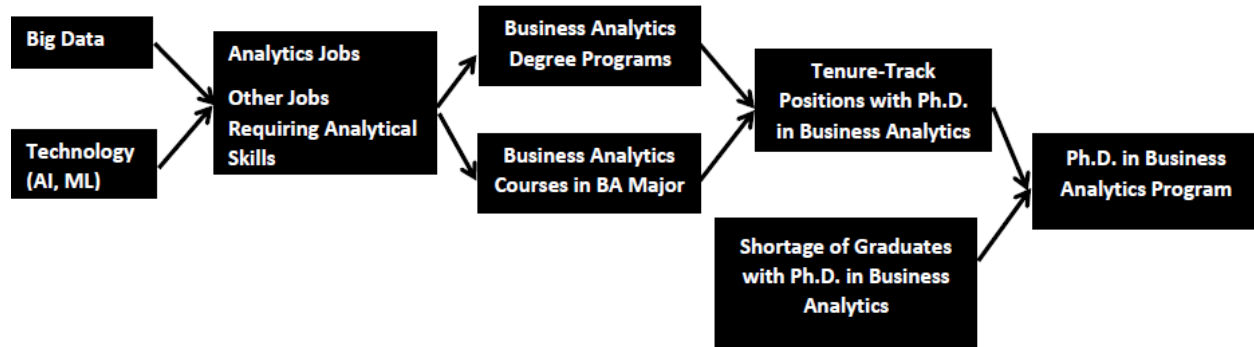 Big Data
Technology
(AI, ML)
Analytics Jobs
Other Jobs
Requiring Analytical
Skills
Business Analytics
Degree Programs
Business Analytics
Courses in BA Major
Tenure-Track
Positions with Ph.D.
in Business Analytics
Shortage of Graduates
with Ph.D. in Business
Analytics
Ph.D. in Business
Analytics Program